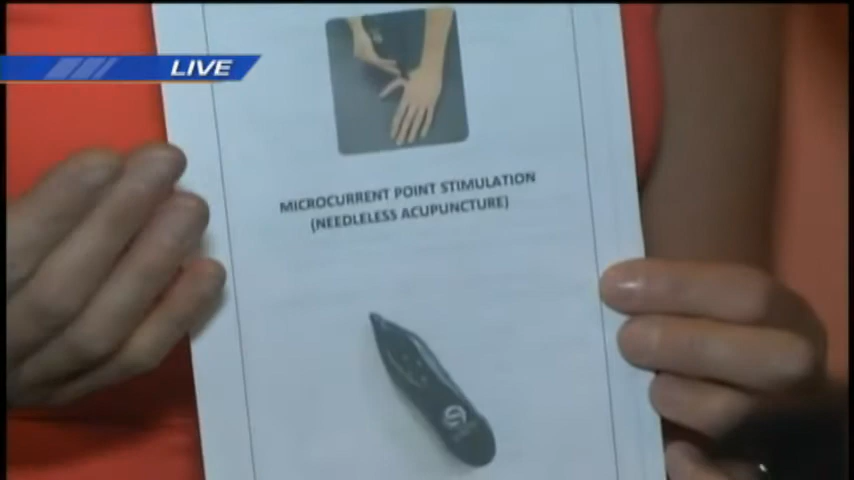 LIVE
MICROCURRENT POINT STIMULATION
(NEEDLELESS ACUPUNCTURE)